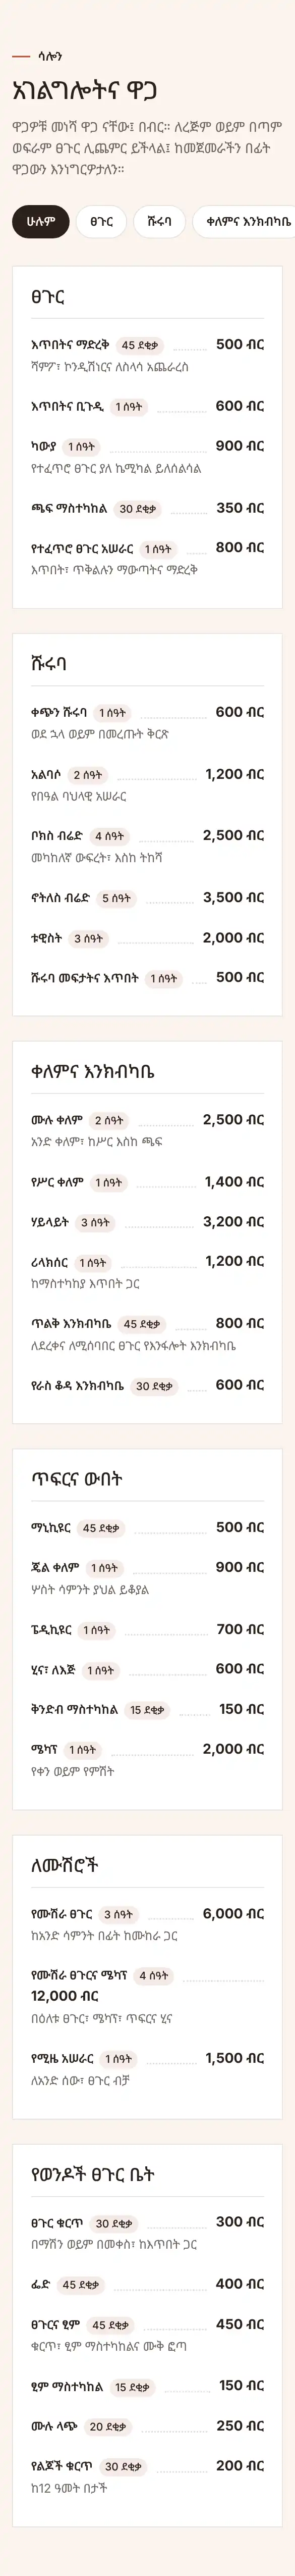 ሳሎን
አገልግሎትና ዋጋ
ዋጋዎቹ መነሻ ዋጋ ናቸው፤ በብር። ለረጅም ወይም በጣም
ወፍራም ፀጉር ሊጨምር ይችላል፤ ከመጀመራችን በፊት
ዋጋውን እንነግርዎታለን።
ሁሉም ፀጉር ሹሩባ ቀለምና እንክብካቤ
ፀጉር
እጥበትና ማድረቅ 45 ደቂቃ 500 ብር
ሻምፖ፣ ኮንዲሽነርና ለስላሳ አጨራረስ
እጥበትና ቢጉዲ 1 ሰዓት 600 ብር
ካውያ 1 ሰዓት 900 ብር
የተፈጥሮ ፀጉር ያለ ኬሚካል ይለሰልሳል
ጫፍ ማስተካከል 30 ደቂቃ 350 ብር
የተፈጥሮ ፀጉር አሠራር 1 ሰዓት 800 ብር
እጥበት፣ ጥቅልሉን ማውጣትና ማድረቅ
ሹሩባ
ቀጭን ሹሩባ 1 ሰዓት 600 ብር
ወደ ኋላ ወይም በመረጡት ቅርጽ
አልባሶ 2 ሰዓት 1,200 ብር
የበዓል ባህላዊ አሠራር
ቦክስ ብሬድ 4 ሰዓት 2,500 ብር
መካከለኛ ውፍረት፣ እስከ ትከሻ
ኖትለስ ብሬድ 5 ሰዓት 3,500 ብር
ቱዊስት 3 ሰዓት 2,000 ብር
ሹሩባ መፍታትና እጥበት 1 ሰዓት 500 ብር
ቀለምና እንክብካቤ
ሙሉ ቀለም 2 ሰዓት 2,500 ብር
አንድ ቀለም፣ ከሥር እስከ ጫፍ
የሥር ቀለም 1 ሰዓት 1,400 ብር
ሃይላይት 3 ሰዓት 3,200 ብር
ሪላክሰር 1 ሰዓት 1,200 ብር
ከማስተካከያ እጥበት ጋር
ጥልቅ እንክብካቤ 45 ደቂቃ 800 ብር
ለደረቀና ለሚሰባበር ፀጉር የእንፋሎት እንክብካቤ
የራስ ቆዳ እንክብካቤ 30 ደቂቃ 600 ብር
ጥፍርና ውበት
ማኒኪዩር 45 ደቂቃ 500 ብር
ጄል ቀለም 1 ሰዓት 900 ብር
ሦስት ሳምንት ያህል ይቆያል
ፔዲኪዩር 1 ሰዓት 700 ብር
ሂና፣ ለእጅ 1 ሰዓት 600 ብር
ቅንድብ ማስተካከል 15 ደቂቃ 150 ብር
ሜካፕ 1 ሰዓት 2,000 ብር
የቀን ወይም የምሽት
ለሙሽሮች
የሙሽራ ፀጉር 3 ሰዓት 6,000 ብር
ከአንድ ሳምንት በፊት ከሙከራ ጋር
የሙሽራ ፀጉርና ሜካፕ 4 ሰዓት
12,000 ብር
በዕለቱ ፀጉር፣ ሜካፕ፣ ጥፍርና ሂና
የሚዜ አሠራር 1 ሰዓት 1,500 ብር
ለአንድ ሰው፣ ፀጉር ብቻ
የወንዶች ፀጉር ቤት
ፀጉር ቁርጥ 30 ደቂቃ 300 ብር
በማሽን ወይም በመቀስ፣ ከእጥበት ጋር
ፌድ 45 ደቂቃ 400 ብር
ፀጉርና ፂም 45 ደቂቃ 450 ብር
ቁርጥ፣ ፂም ማስተካከልና ሙቅ ፎጣ
ፂም ማስተካከል 15 ደቂቃ 150 ብር
ሙሉ ላጭ 20 ደቂቃ 250 ብር
የልጆች ቁርጥ 30 ደቂቃ 200 ብር
ከ12 ዓመት በታች